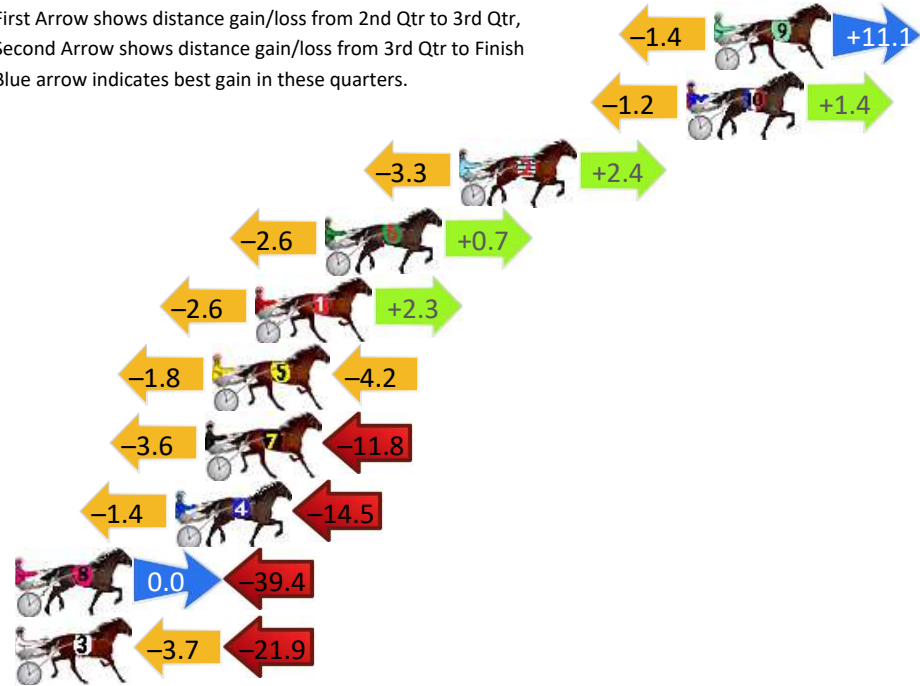 First Arrow shows distance gain/loss from 2nd Qtr to 3rd Qtr,
Second Arrow shows distance gain/loss from 3rd Qtr to Finish
Blue arrow indicates best gain in these quarters.
−1.4 9 +11.1
−1.2 10 +1.4
−3.3 2 +2.4
−2.6 6 +0.7
−2.6 1 +2.3
−1.8 5 −4.2
−3.6 7 −11.8
−1.4 4 −14.5
8 0.0 −39.4
3 −3.7 −21.9